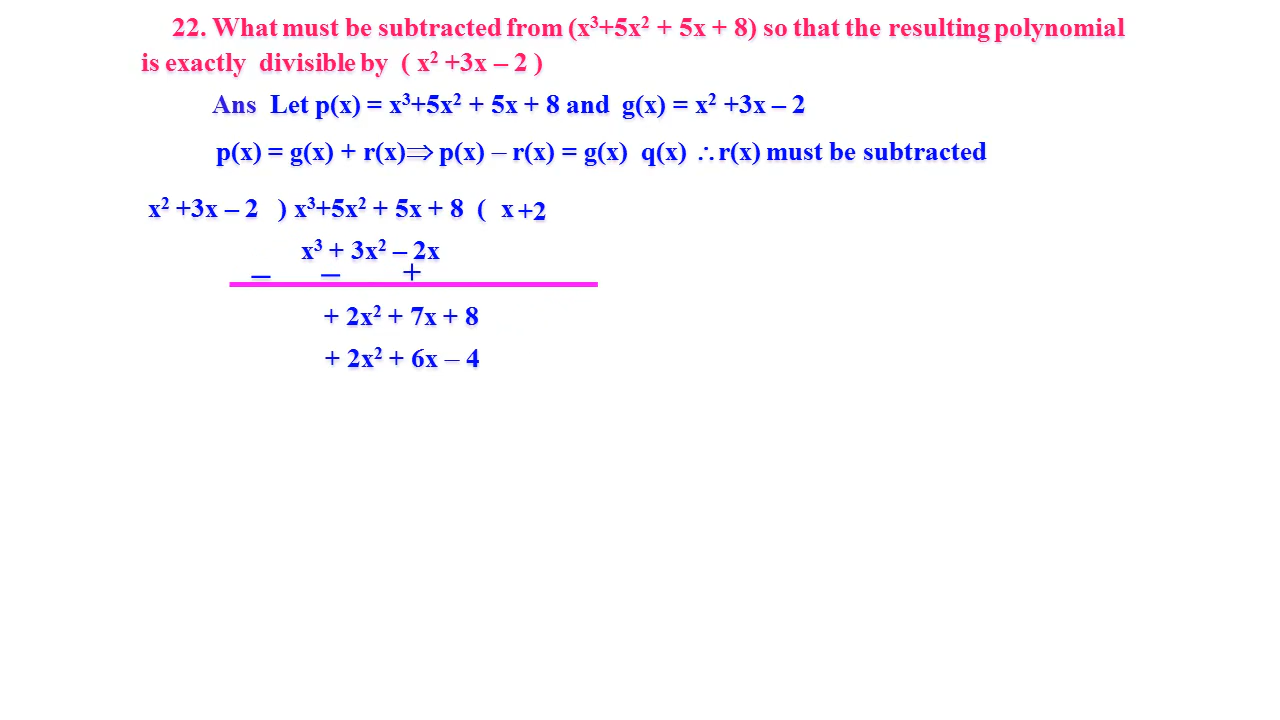 22. What must be subtracted from (x³+5x² + 5x + 8) so that the resulting polynomial
is exactly divisible by ( x² +3x – 2 )
Ans Let p(x) = x³+5x² + 5x + 8 and g(x) = x² +3x – 2
p(x) = g(x) + r(x)⇒ p(x) – r(x) = g(x) q(x) ∴r(x) must be subtracted
x² +3x – 2 ) x³+5x² + 5x + 8 ( x +2
x³ + 3x² – 2x
– – +
+ 2x² + 7x + 8
+ 2x² + 6x – 4